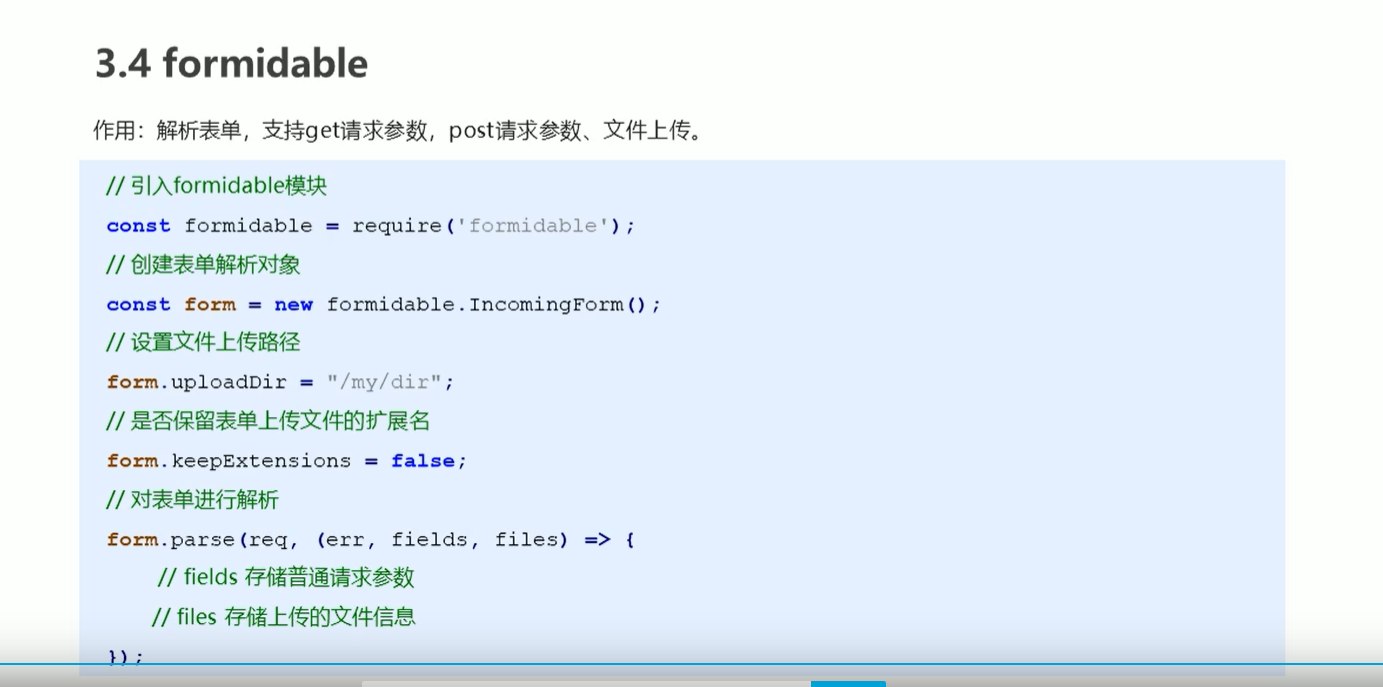 3.4 formidable
作用：解析表单，支持get请求参数，post请求参数、文件上传。
// 引入formidable模块
const formidable = require('formidable');
// 创建表单解析对象
const form = new formidable.IncomingForm();
// 设置文件上传路径
form.uploadDir = "/my/dir";
// 是否保留表单上传文件的扩展名
form.keepExtensions = false;
// 对表单进行解析
form.parse(req, (err, fields, files) => {
// fields 存储普通请求参数
// files 存储上传的文件信息
});